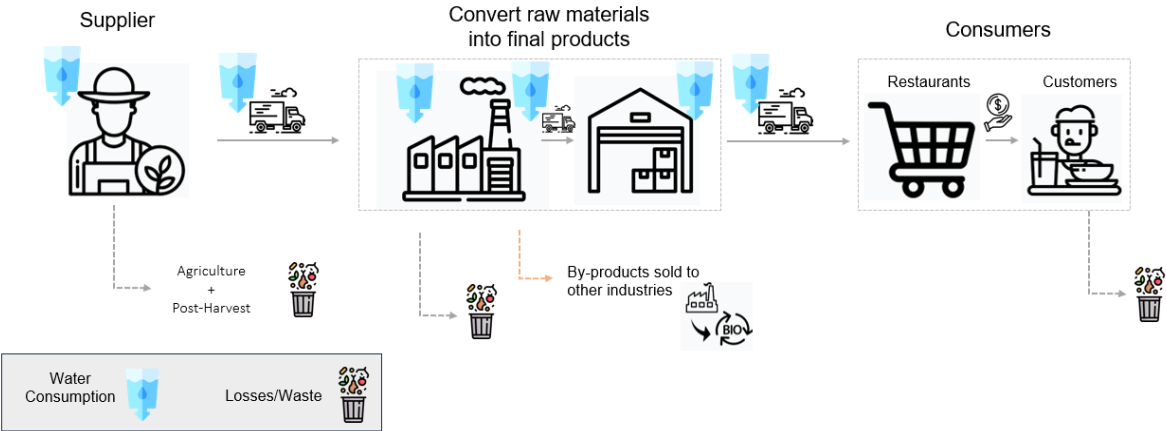 Supplier
Convert raw materials
into final products
Consumers
Restaurants
Customers
$
Agriculture
+
Post-Harvest
By-products sold to
other industries
BIO
Water
Consumption
Losses/Waste